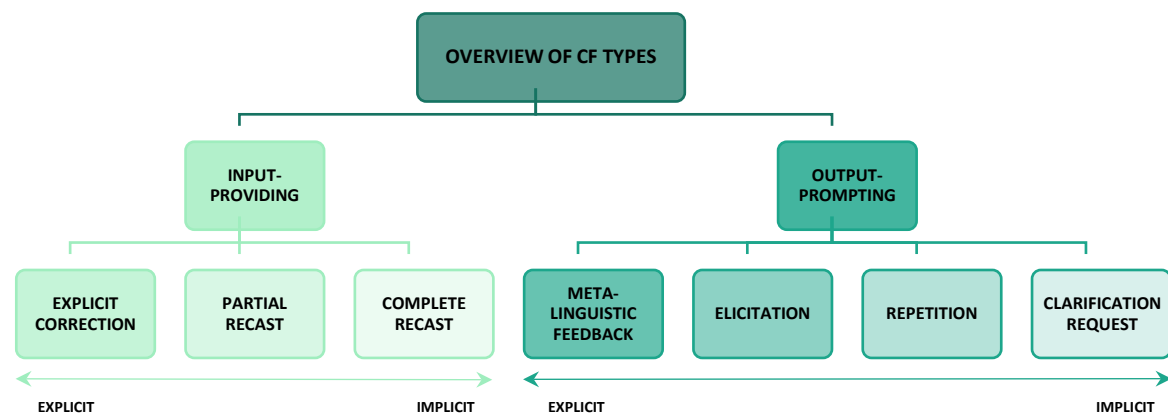 OVERVIEW OF CF TYPES
INPUT-
PROVIDING
OUTPUT-
PROMPTING
EXPLICIT
CORRECTION
PARTIAL
RECAST
COMPLETE
RECAST
META-
LINGUISTIC
FEEDBACK
ELICITATION
REPETITION
CLARIFICATION
REQUEST
EXPLICIT
IMPLICIT
EXPLICIT
IMPLICIT